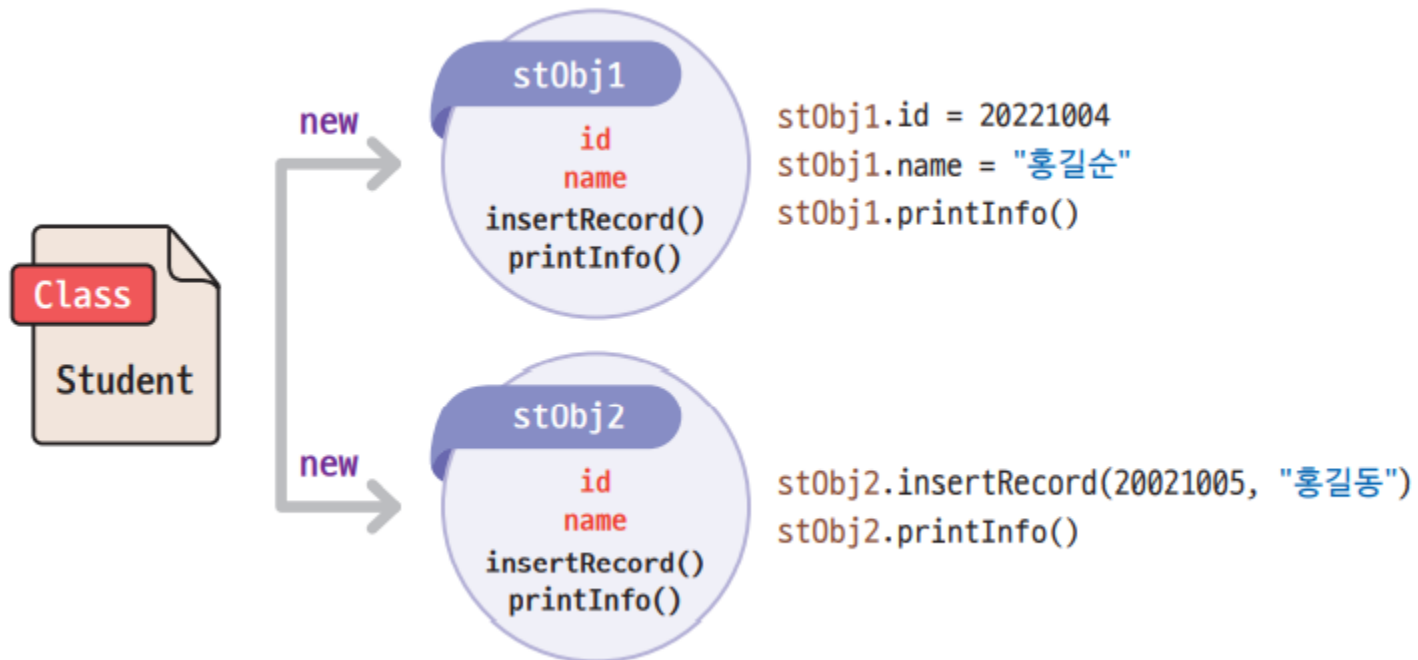 Class
Student
new
stObj1
id
name
insertRecord()
printInfo()
stObj1.id = 20221004
stObj1.name = "홍길순"
stObj1.printInfo()
new
stObj2
id
name
insertRecord()
printInfo()
stObj2.insertRecord(20021005, "홍길동")
stObj2.printInfo()